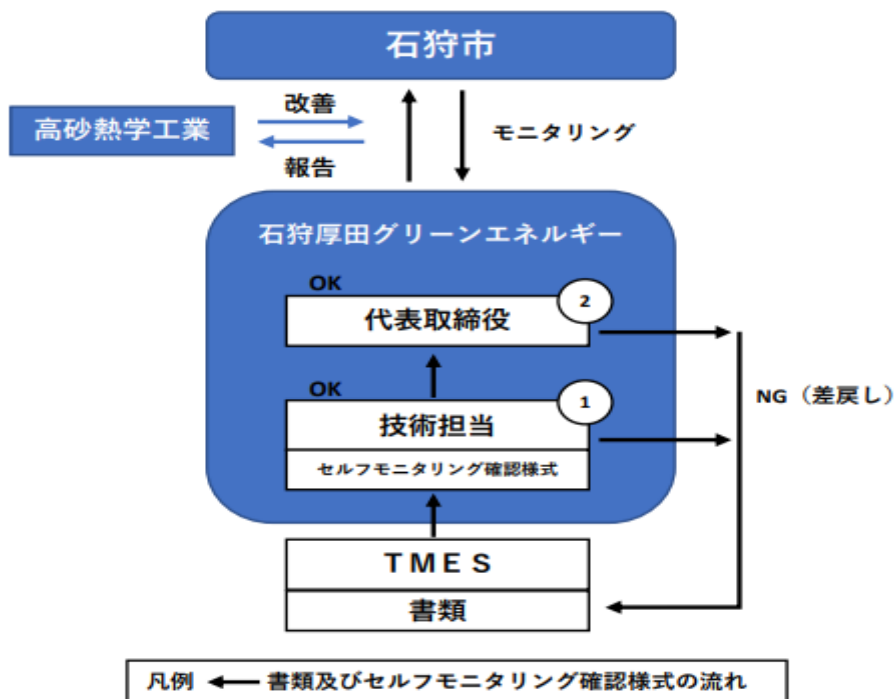 石狩市
高砂熱学工業
改善
報告
モニタリング
石狩厚田グリーンエネルギー
OK
代表取締役
2
OK
技術担当
1
セルフモニタリング確認様式
NG（差戻し）
ＴＭＥＳ
書類
凡例 ← 書類及びセルフモニタリング確認様式の流れ